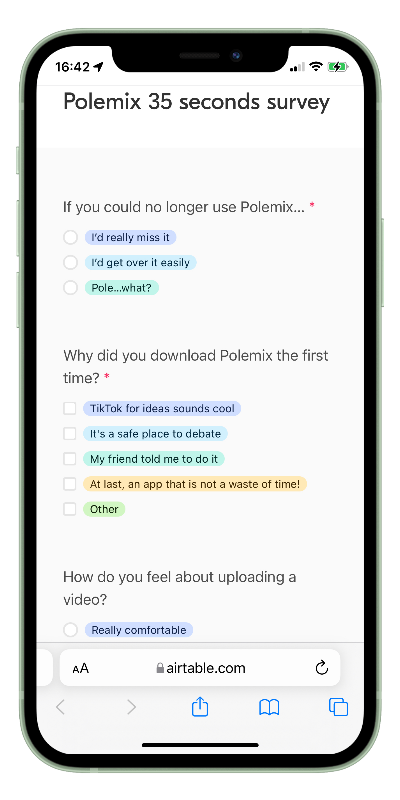 16:42
Polemix 35 seconds survey
If you could no longer use Polemix... *
I'd really miss it
I'd get over it easily
Pole...what?
Why did you download Polemix the first
time? *
TikTok for ideas sounds cool
It's a safe place to debate
My friend told me to do it
At last, an app that is not a waste of time!
Other
How do you feel about uploading a
video?
Really comfortable
AA airtable.com